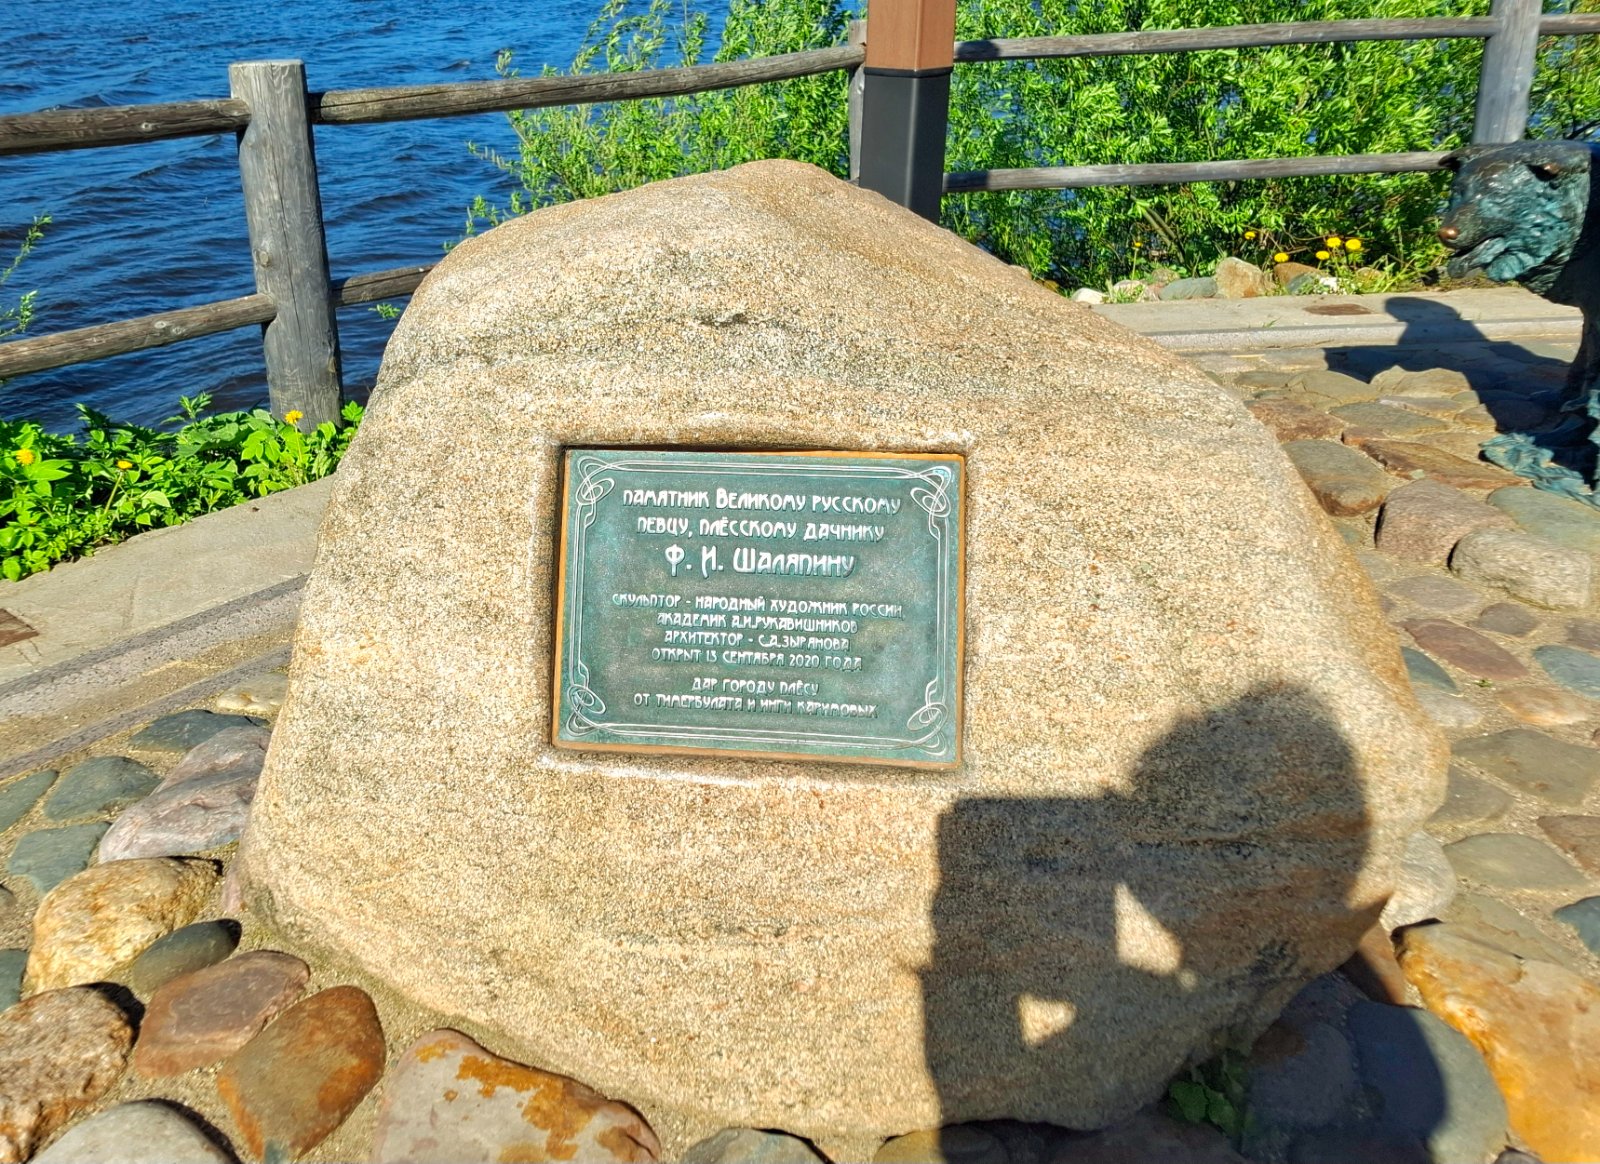 Памятник Великому русскому
певцу, плёсскому дачнику
Ф. И. Шаляпину
Скульптор - народный художник России,
академик А.И.Рукавишников
Архитектор - С.А.Зырянова
Открыт 13 сентября 2020 года
Дар городу Плёсу
от Тимербулата и Инги Каримовых